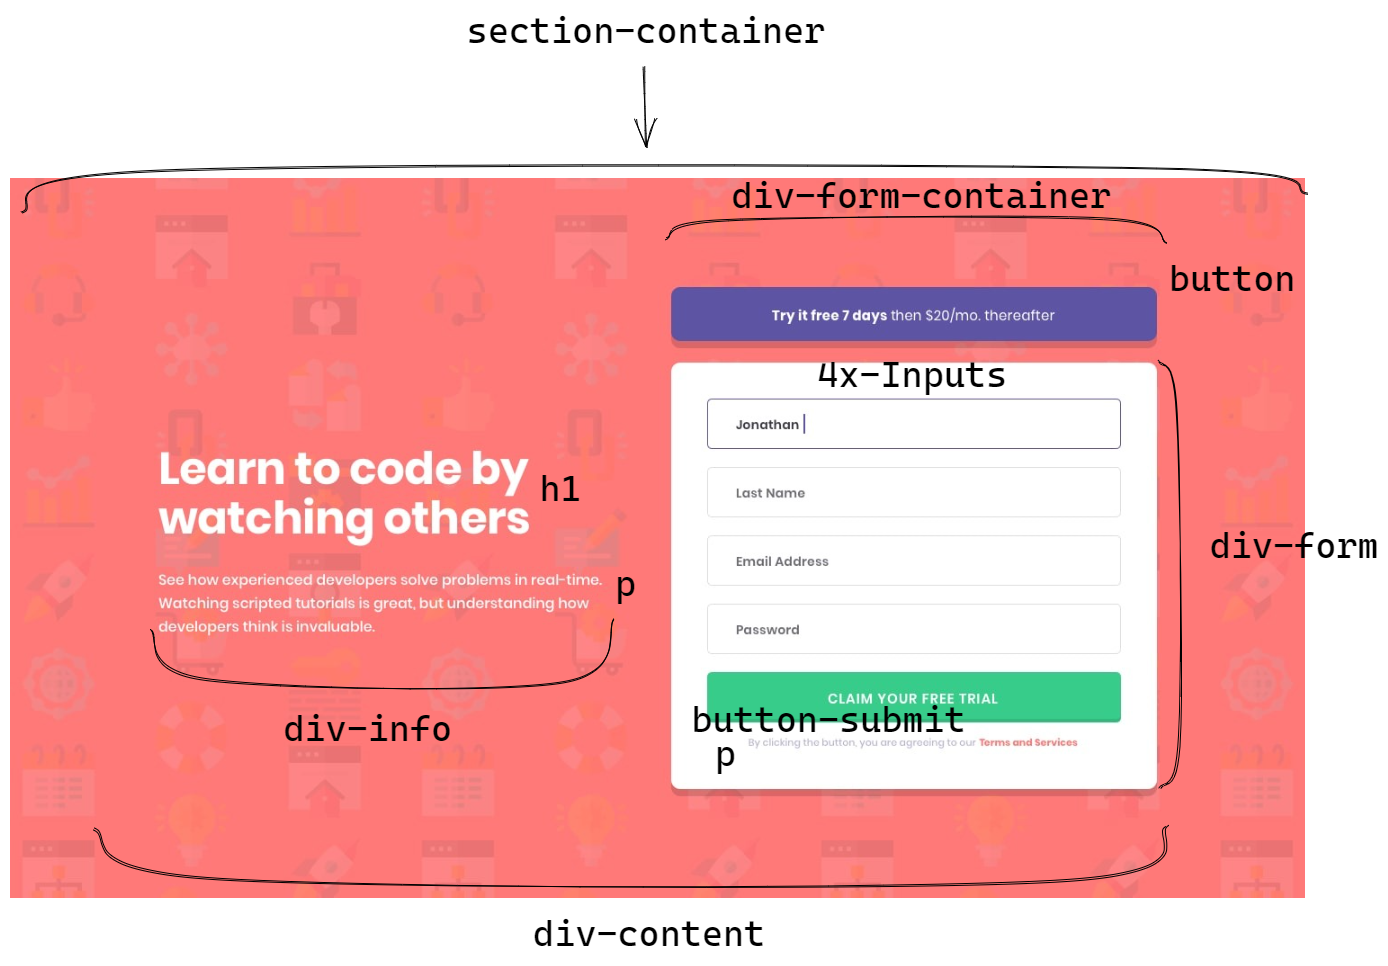 section-container
div-form-container
button
Try it free 7 days then $20/mo. thereafter
4x-Inputs
Jonathan
Learn to code by
watching others
h1
Last Name
Email Address
div-form
See how experienced developers solve problems in real-time.
Watching scripted tutorials is great, but understanding how
developers think is invaluable.
p
Password
CLAIM YOUR FREE TRIAL
button-submit
By clicking the button, you are agreeing to our Terms and Services
p
div-info
div-content